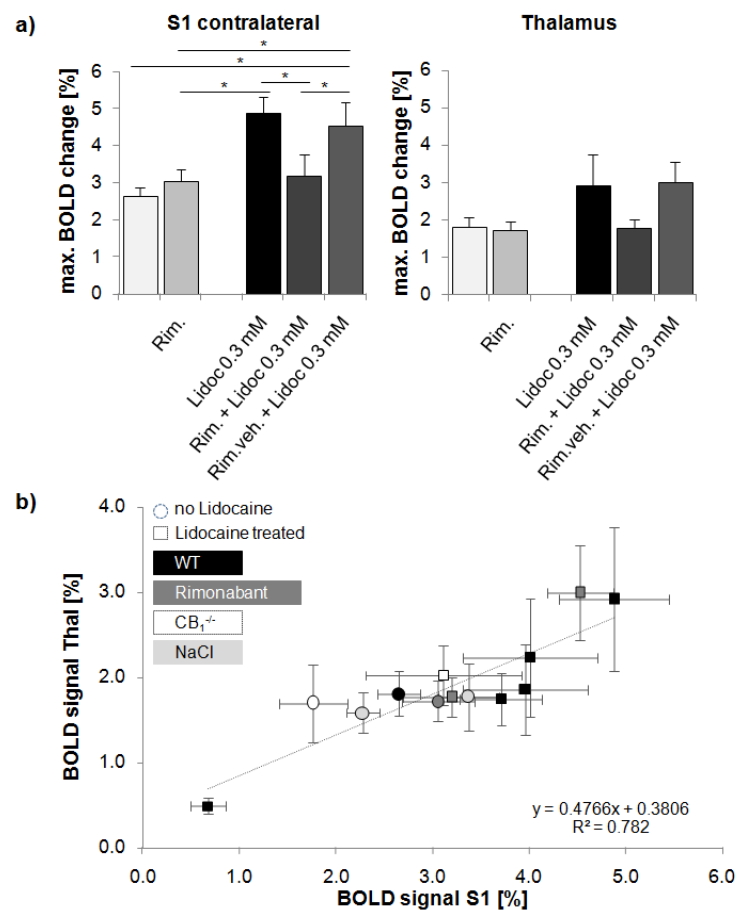 a)
S1 contralateral
Thalamus
max. BOLD change [%]
6
5
4
3
2
1
0
*
*
*
*
*
Rim.
Lidoc 0.3 mM
Rim. + Lidoc 0.3 mM
Rim.veh. + Lidoc 0.3 mM
max. BOLD change [%]
6
5
4
3
2
1
0
Rim.
Lidoc 0.3 mM
Rim. + Lidoc 0.3 mM
Rim.veh. + Lidoc 0.3 mM
b)
BOLD signal Thal [%]
4.0
3.0
2.0
1.0
0.0
no Lidocaine
Lidocaine treated
WT
Rimonabant
CB₁⁻/⁻
NaCl
y = 0.4766x + 0.3806
R² = 0.782
0.0 1.0 2.0 3.0 4.0 5.0 6.0
BOLD signal S1 [%]